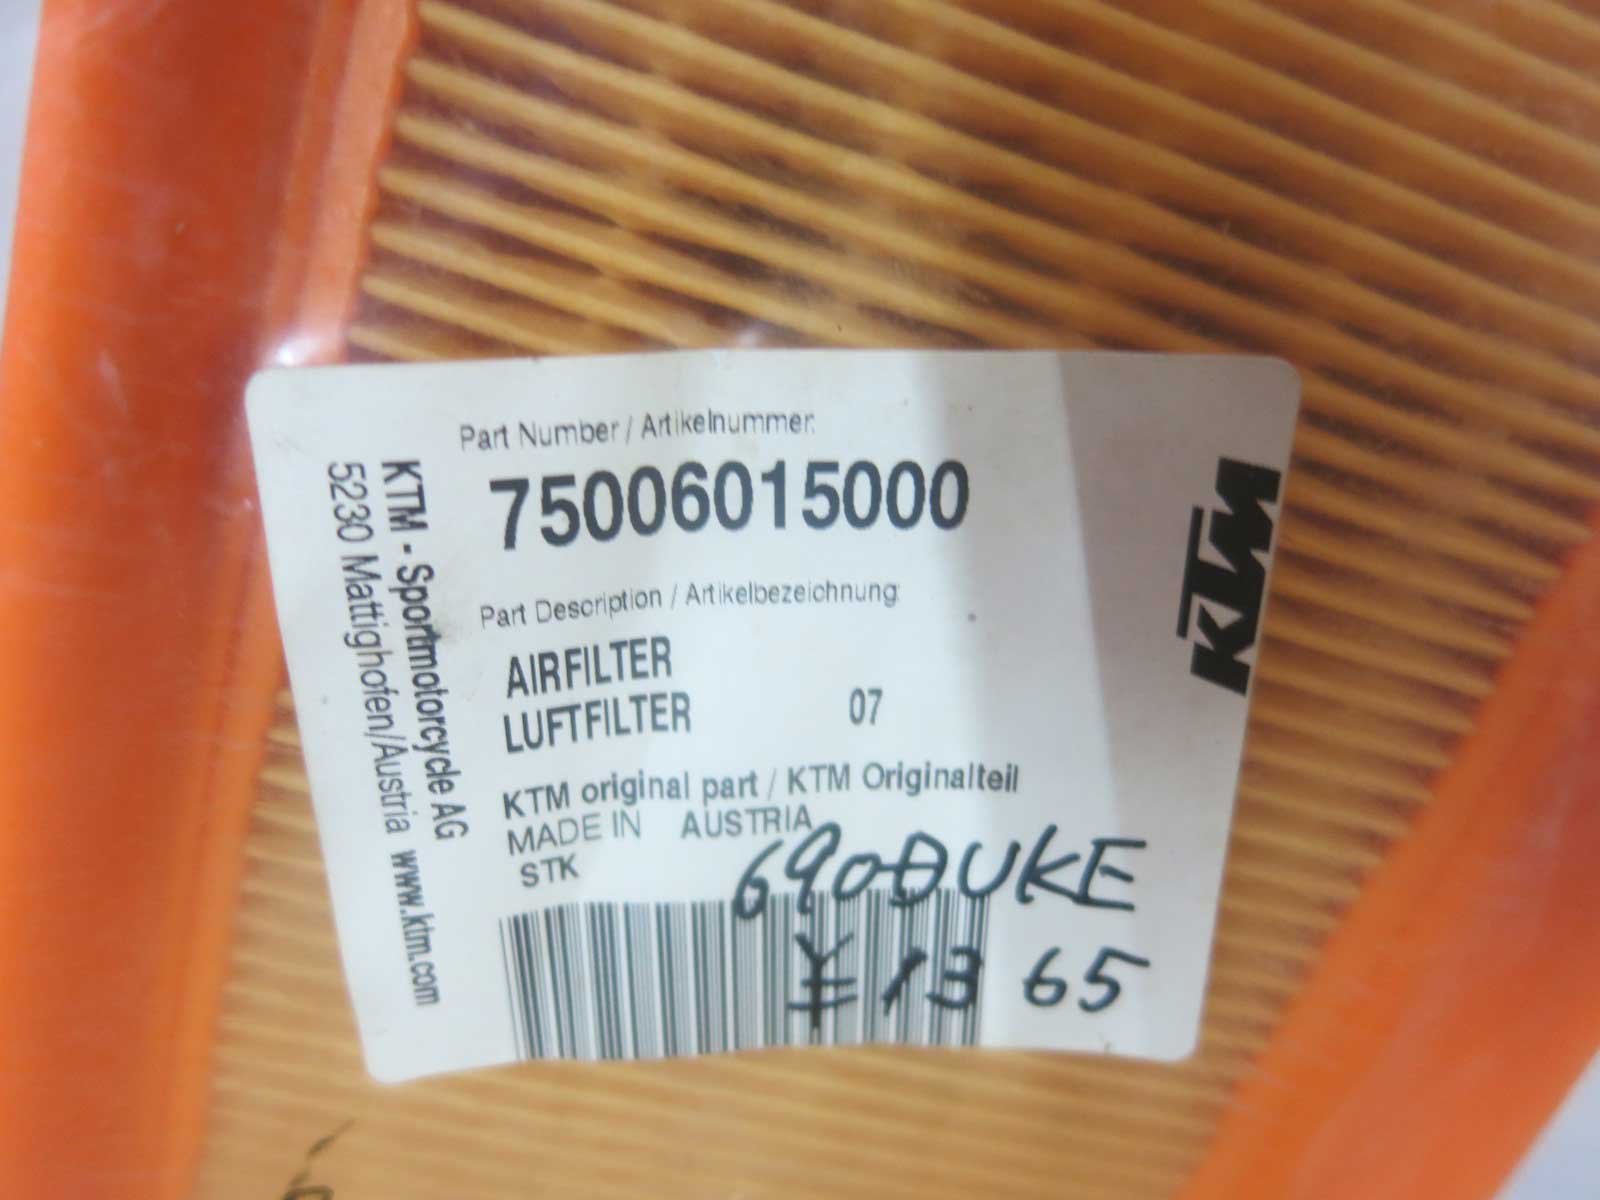 Part Number / Artikelnummer:
75006015000
Part Description / Artikelbezeichnung:
AIRFILTER
LUFTFILTER 07
KTM original part / KTM Originalteil
MADE IN AUSTRIA
STK
690DUKE
¥1365
KTM - Sportmotorcycle AG
5230 Mattighofen/Austria www.ktm.com
KTM